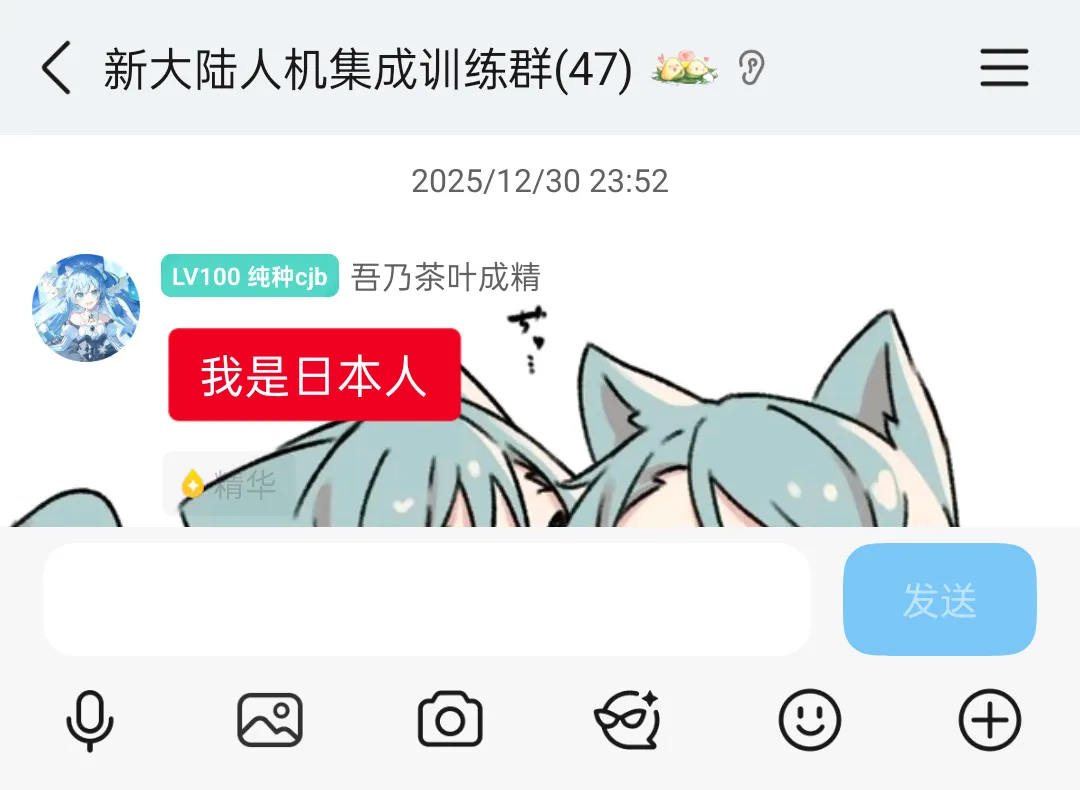 新大陆人机集成训练群(47)
2025/12/30 23:52
LV100 纯种cjb 吾乃茶叶成精
我是日本人
精华
发送